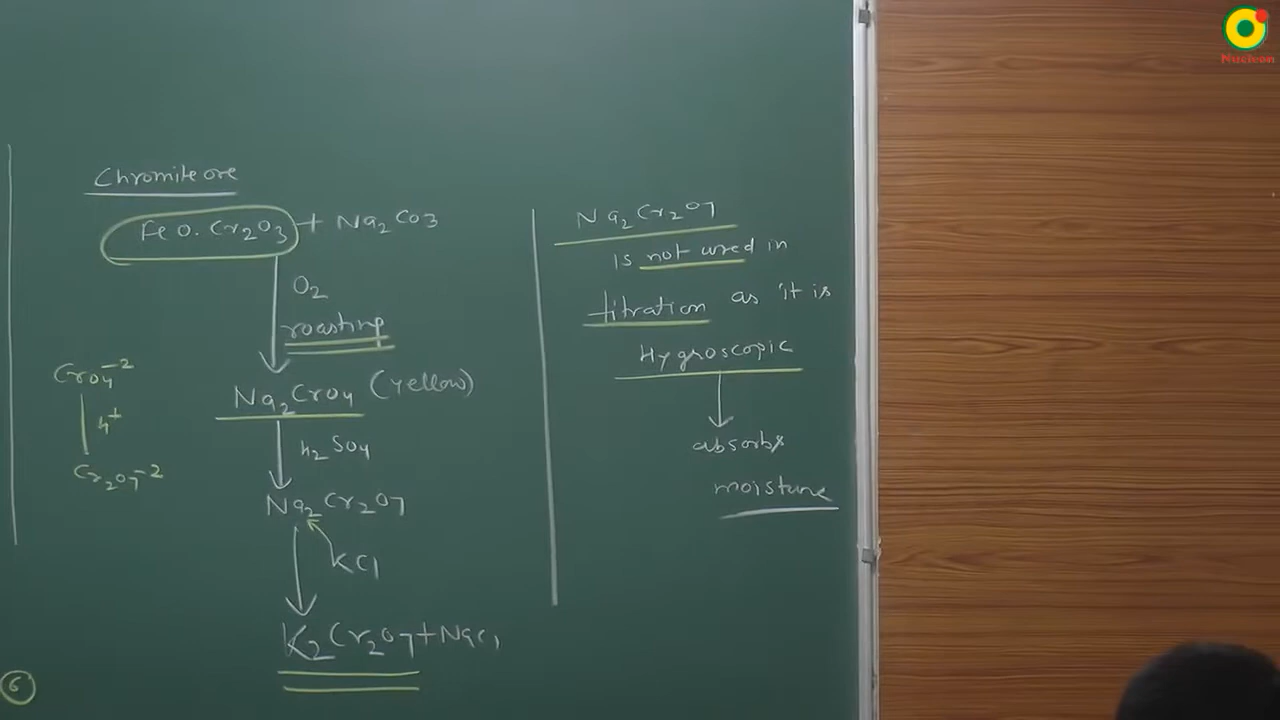 Chromite ore
FeO. Cr2O3 + Na2CO3
O2
roasting
Na2CrO4 (Yellow)
H2SO4
Na2Cr2O7
KCl
K2Cr2O7 + NaCl
CrO4-2
H+
Cr2O7-2
6
Na2Cr2O7
is not used in
titration as it is
Hygroscopic
absorbs
moisture
Nucleon